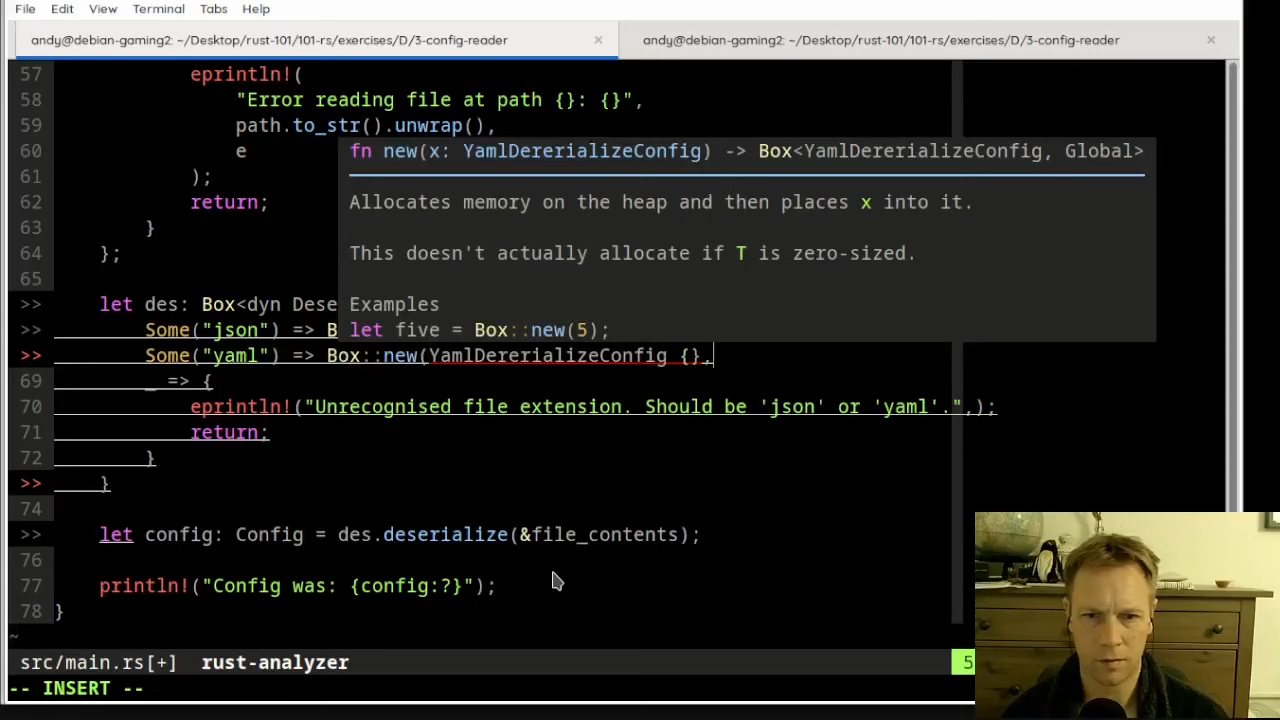 File Edit View Terminal Tabs Help
andy@debian-gaming2: ~/Desktop/rust-101/101-rs/exercises/D/3-config-reader × andy@debian-gaming2: ~/Desktop/rust-101/101-rs/exercises/D/3-config-reader ×
57 eprintln!(
58 "Error reading file at path {}: {}",
59 path.to_str().unwrap(),
60 e
fn new(x: YamlDererializeConfig) -> Box<YamlDererializeConfig, Global>
61 );
62 return;
Allocates memory on the heap and then places x into it.
63 }
64 };
This doesn't actually allocate if T is zero-sized.
65
>> let des: Box<dyn Dese
Examples
>> Some("json") => B
let five = Box::new(5);
>> Some("yaml") => Box::new(YamlDererializeConfig {},
69 _ => {
70 eprintln!("Unrecognised file extension. Should be 'json' or 'yaml'.",);
71 return;
72 }
>> }
74
>> let config: Config = des.deserialize(&file_contents);
76
77 println!("Config was: {config:?}");
78 }
~
src/main.rs[+] rust-analyzer 5
-- INSERT --